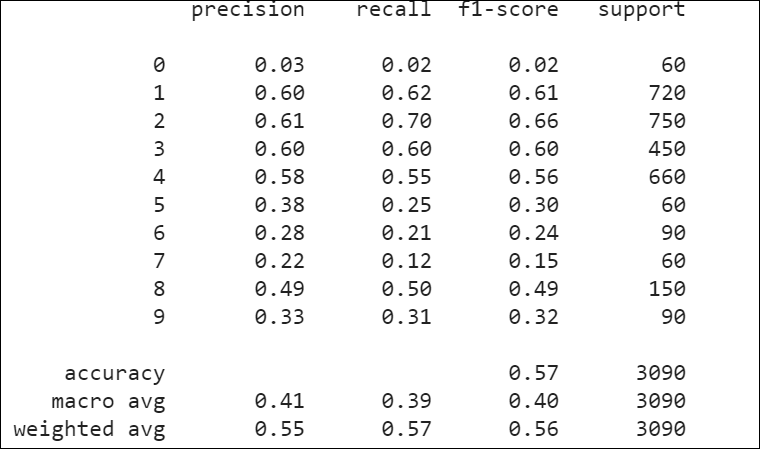 precision recall f1-score support
0 0.03 0.02 0.02 60
1 0.60 0.62 0.61 720
2 0.61 0.70 0.66 750
3 0.60 0.60 0.60 450
4 0.58 0.55 0.56 660
5 0.38 0.25 0.30 60
6 0.28 0.21 0.24 90
7 0.22 0.12 0.15 60
8 0.49 0.50 0.49 150
9 0.33 0.31 0.32 90
accuracy 0.57 3090
macro avg 0.41 0.39 0.40 3090
weighted avg 0.55 0.57 0.56 3090